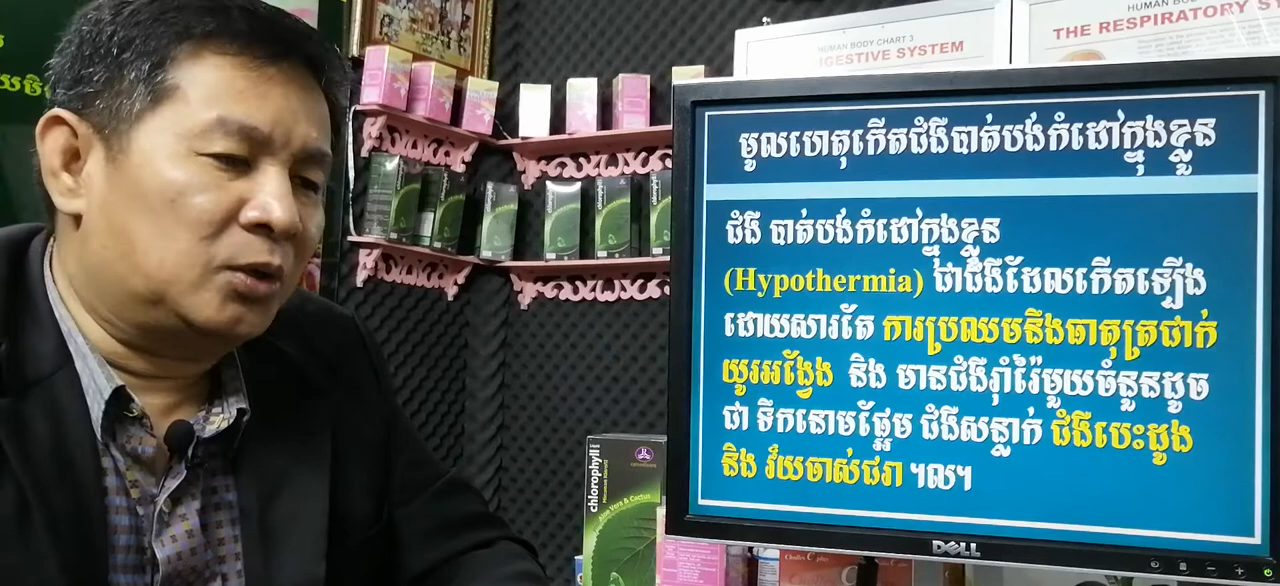 HUMAN BODY CHART 3
IGESTIVE SYSTEM
HUMAN BODY
THE RESPIRATORY SY
មូលហេតុកើតជំងឺបាត់បង់កំដៅក្នុងខ្លួន
ជំងឺ បាត់បង់កំដៅក្នុងខ្លួន
(Hypothermia) ជាជំងឺដែលកើតឡើង
ដោយសារតែ ការប្រឈមនឹងធាតុត្រជាក់
យូរអង្វែង និង មានជំងឺរ៉ាំរ៉ៃមួយចំនួនដូច
ជា ទឹកនោមផ្អែម ជំងឺសន្លាក់ ជំងឺបេះដូង
និង វ័យចាស់ជរា ។ល។
DELL
chlorophyll
Aloe Vera & Cactus
chlorophyll
chlorophyll
chlorophyll